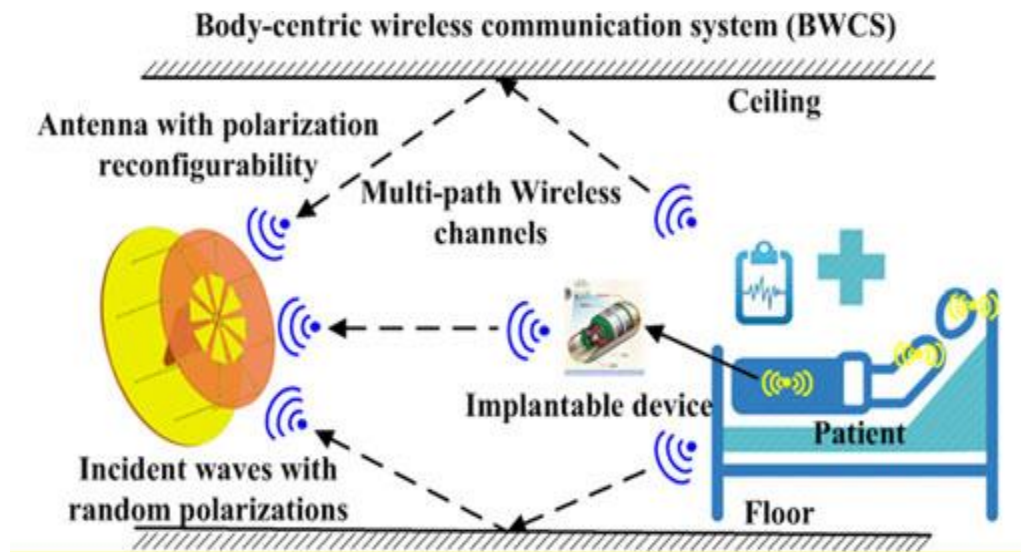 Body-centric wireless communication system (BWCS)
Ceiling
Antenna with polarization
reconfigurability
Multi-path Wireless
channels
Implantable device
Patient
Incident waves with
random polarizations
Floor